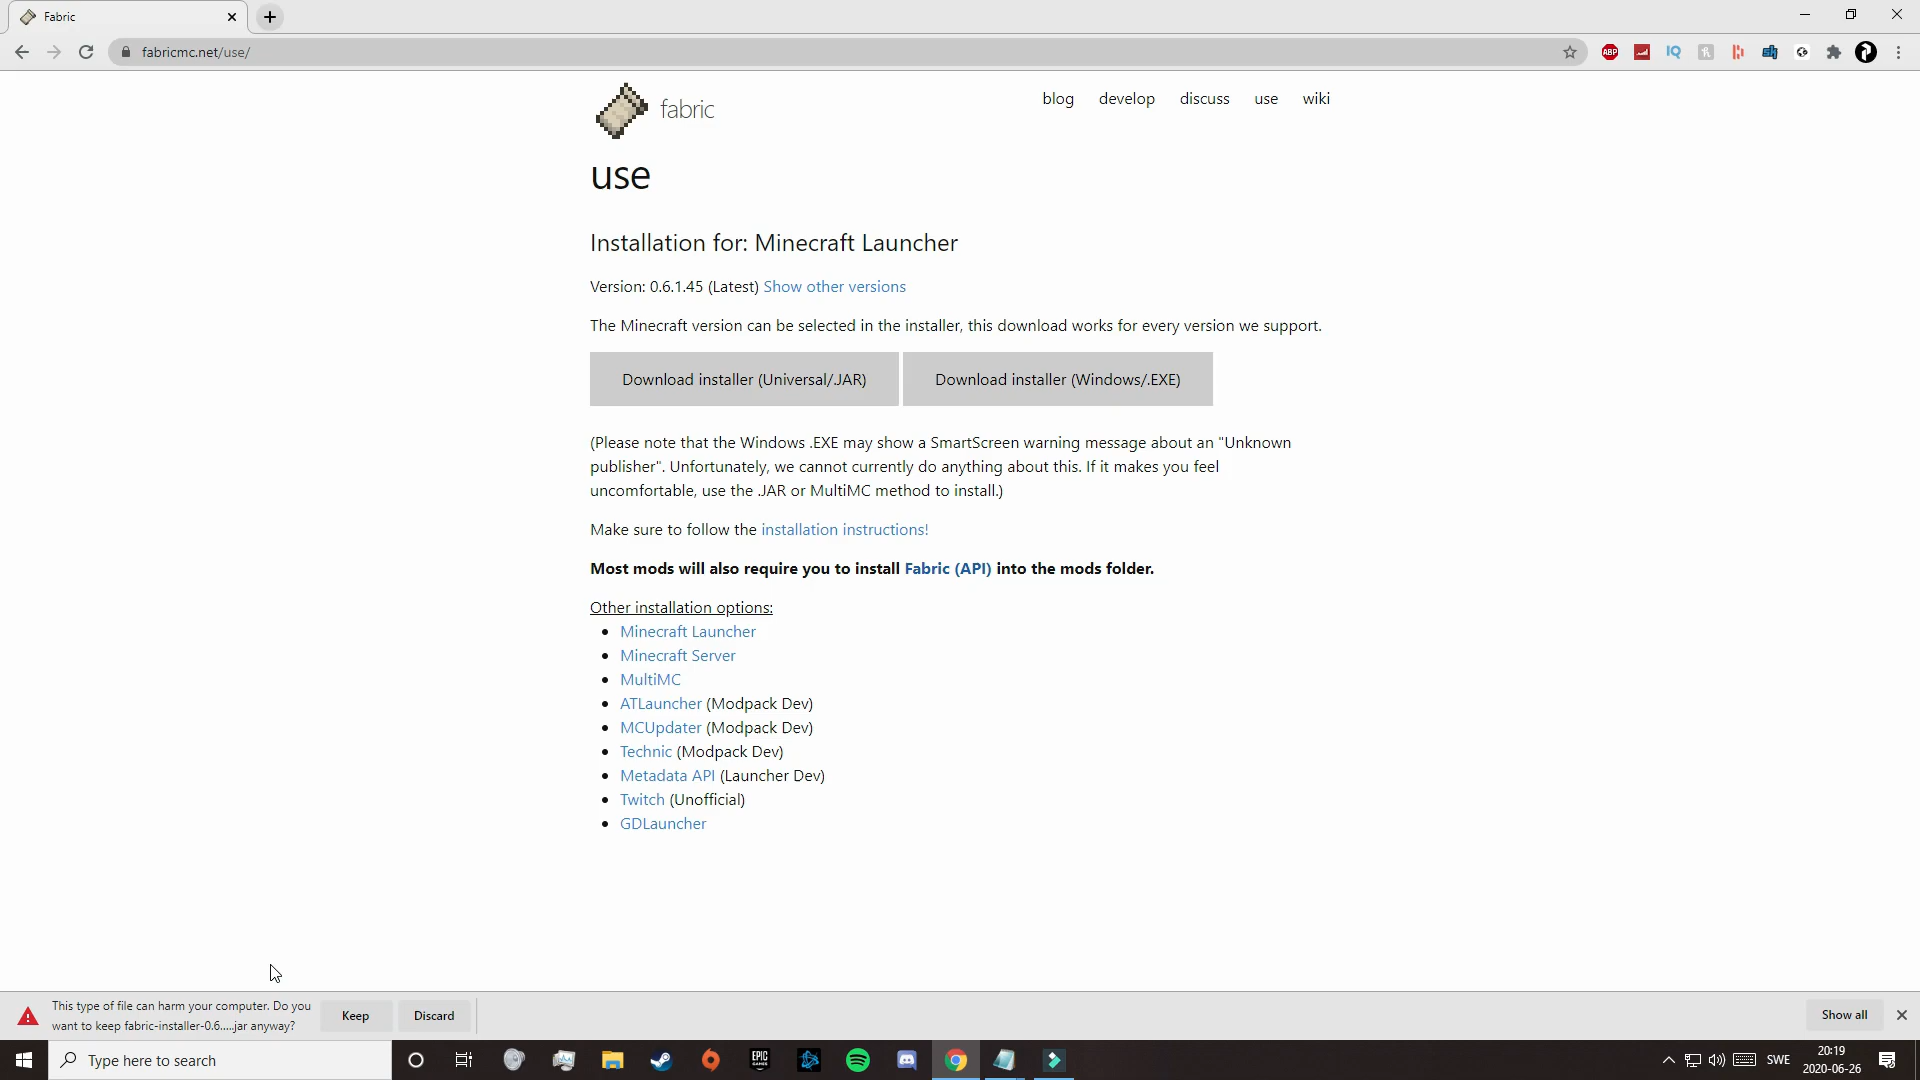 Fabric
fabricmc.net/use/
ABP
IQ
fabric
blog develop discuss use wiki
use
Installation for: Minecraft Launcher
Version: 0.6.1.45 (Latest) Show other versions
The Minecraft version can be selected in the installer, this download works for every version we support.
Download installer (Universal/.JAR) Download installer (Windows/.EXE)
(Please note that the Windows .EXE may show a SmartScreen warning message about an "Unknown
publisher". Unfortunately, we cannot currently do anything about this. If it makes you feel
uncomfortable, use the .JAR or MultiMC method to install.)
Make sure to follow the installation instructions!
Most mods will also require you to install Fabric (API) into the mods folder.
Other installation options:
Minecraft Launcher
Minecraft Server
MultiMC
ATLauncher (Modpack Dev)
MCUpdater (Modpack Dev)
Technic (Modpack Dev)
Metadata API (Launcher Dev)
Twitch (Unofficial)
GDLauncher
This type of file can harm your computer. Do you
want to keep fabric-installer-0.6.....jar anyway?
Keep Discard Show all
Type here to search
EPIC
GAMES
SWE
20:19
2020-06-26